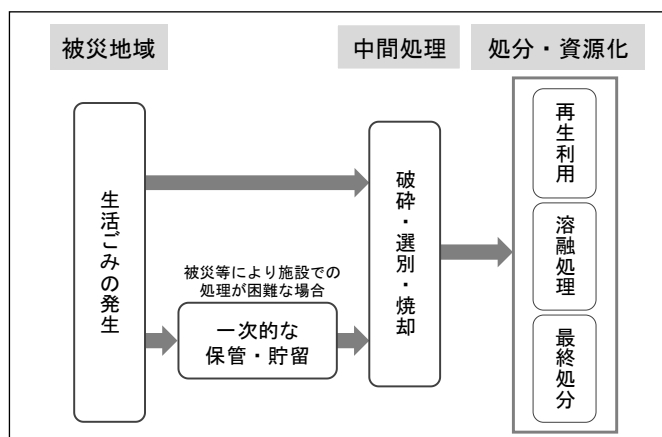 被災地域
中間処理
処分・資源化
生活ごみの発生
被災等により施設での
処理が困難な場合
一次的な
保管・貯留
破砕・選別・焼却
再生利用
溶融処理
最終処分